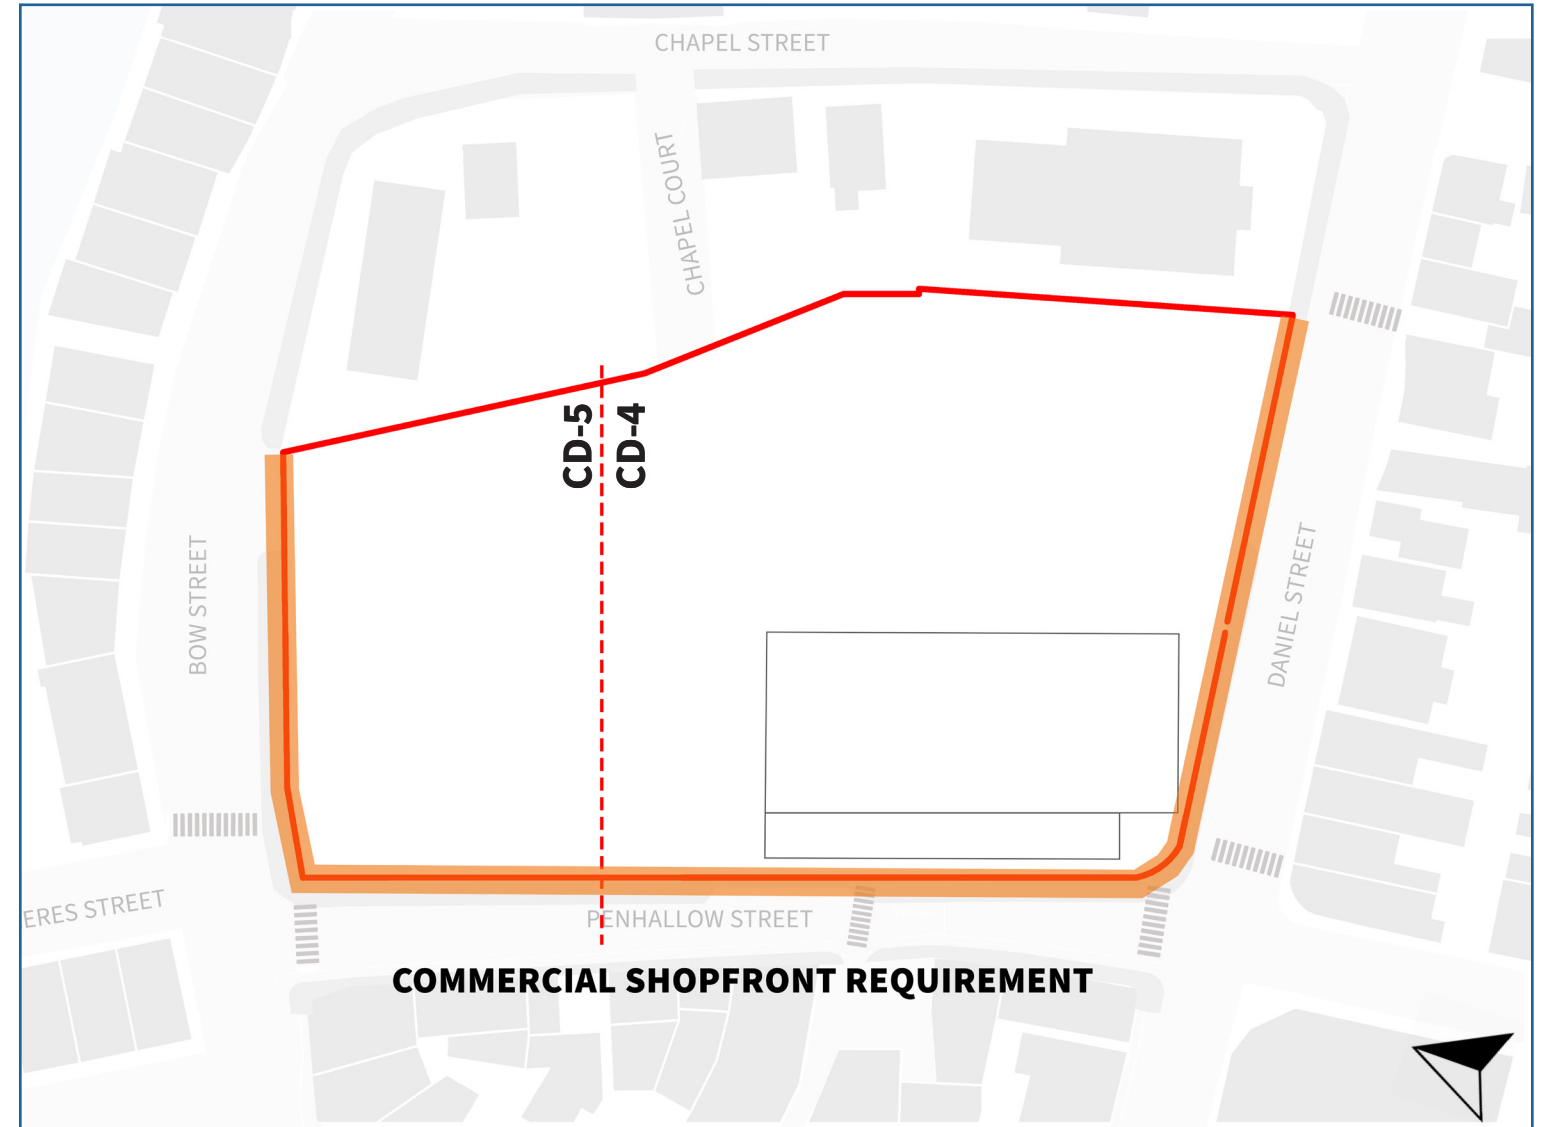 CHAPEL STREET
CHAPEL COURT
CD-5
CD-4
BOW STREET
DANIEL STREET
ERES STREET
PENHALLOW STREET
COMMERCIAL SHOPFRONT REQUIREMENT